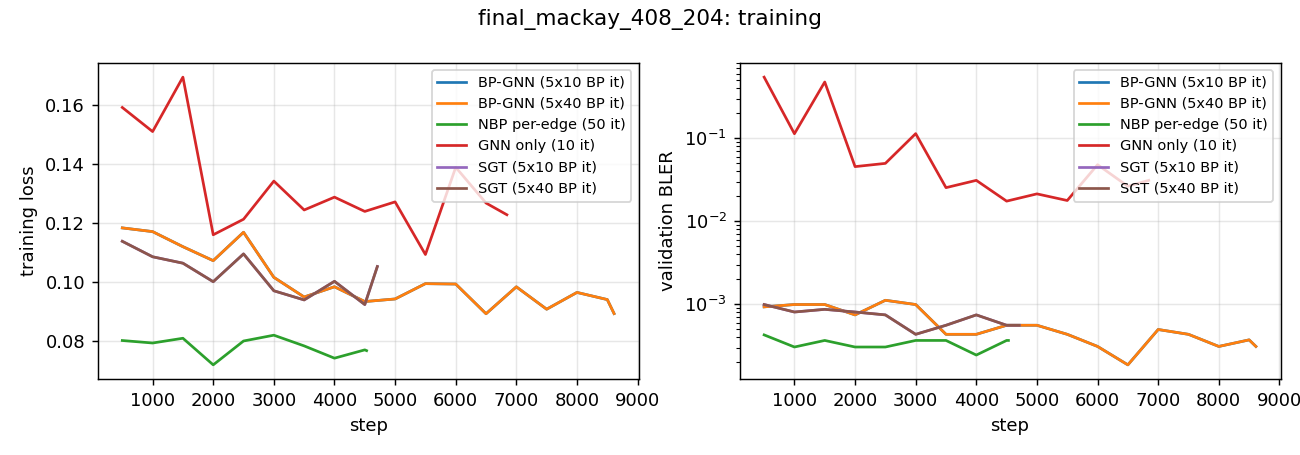 final_mackay_408_204: training
BP-GNN (5x10 BP it)
BP-GNN (5x40 BP it)
NBP per-edge (50 it)
GNN only (10 it)
SGT (5x10 BP it)
SGT (5x40 BP it)
training loss
0.16
0.14
0.12
0.10
0.08
1000 2000 3000 4000 5000 6000 7000 8000 9000
step
BP-GNN (5x10 BP it)
BP-GNN (5x40 BP it)
NBP per-edge (50 it)
GNN only (10 it)
SGT (5x10 BP it)
SGT (5x40 BP it)
validation BLER
10⁻¹
10⁻²
10⁻³
1000 2000 3000 4000 5000 6000 7000 8000 9000
step